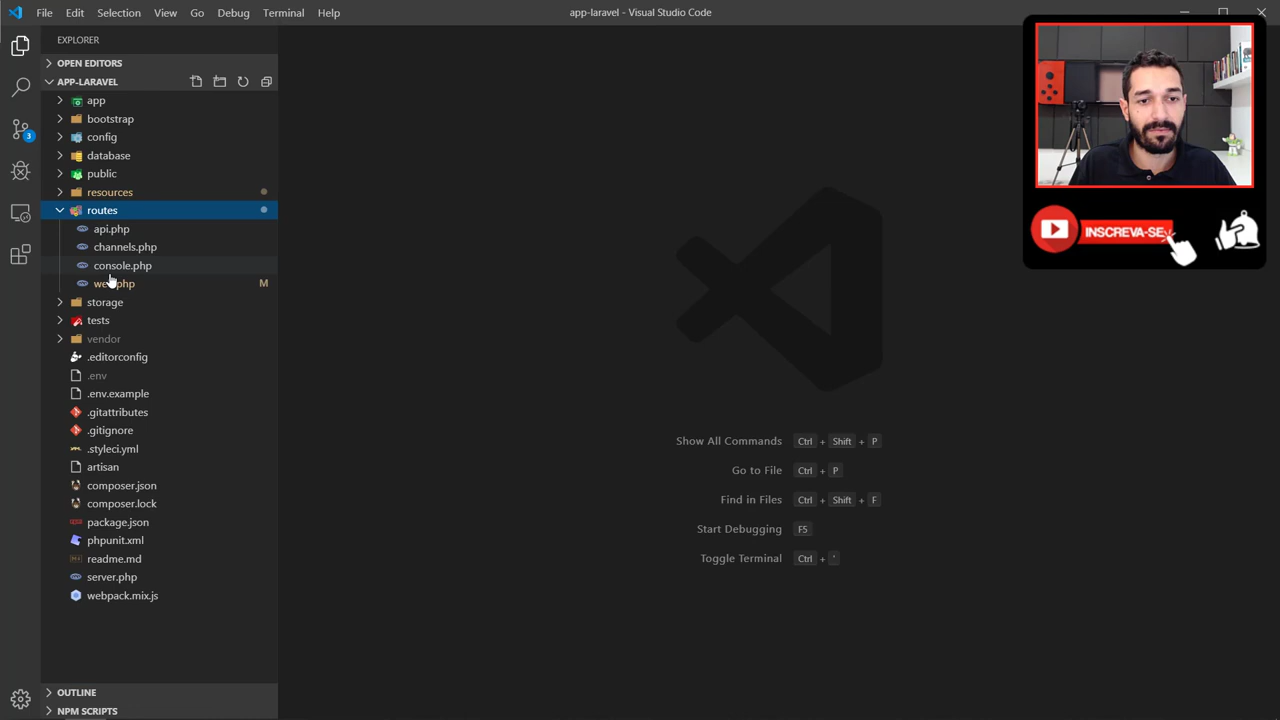 File Edit Selection View Go Debug Terminal Help
app-laravel - Visual Studio Code
EXPLORER
OPEN EDITORS
APP-LARAVEL
app
bootstrap
config
database
public
resources
routes
api.php
channels.php
console.php
web.php M
storage
tests
vendor
.editorconfig
.env
.env.example
.gitattributes
.gitignore
.styleci.yml
artisan
composer.json
composer.lock
package.json
phpunit.xml
readme.md
server.php
webpack.mix.js
OUTLINE
NPM SCRIPTS
3
Show All Commands Ctrl + Shift + P
Go to File Ctrl + P
Find in Files Ctrl + Shift + F
Start Debugging F5
Toggle Terminal Ctrl + '
INSCREVA-SE